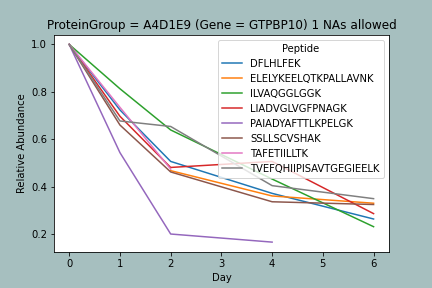 ProteinGroup = A4D1E9 (Gene = GTPBP10) 1 NAs allowed
Relative Abundance
1.0
0.8
0.6
0.4
0.2
Peptide
DFLHLFEK
ELELYKEELQTKPALLAVNK
ILVAQGGLGGK
LIADVGLVGFPNAGK
PAIADYAFTTLKPELGK
SSLLSCVSHAK
TAFETIILLTK
TVEFQHIIPISAVTGEGIEELK
0 1 2 3 4 5 6
Day